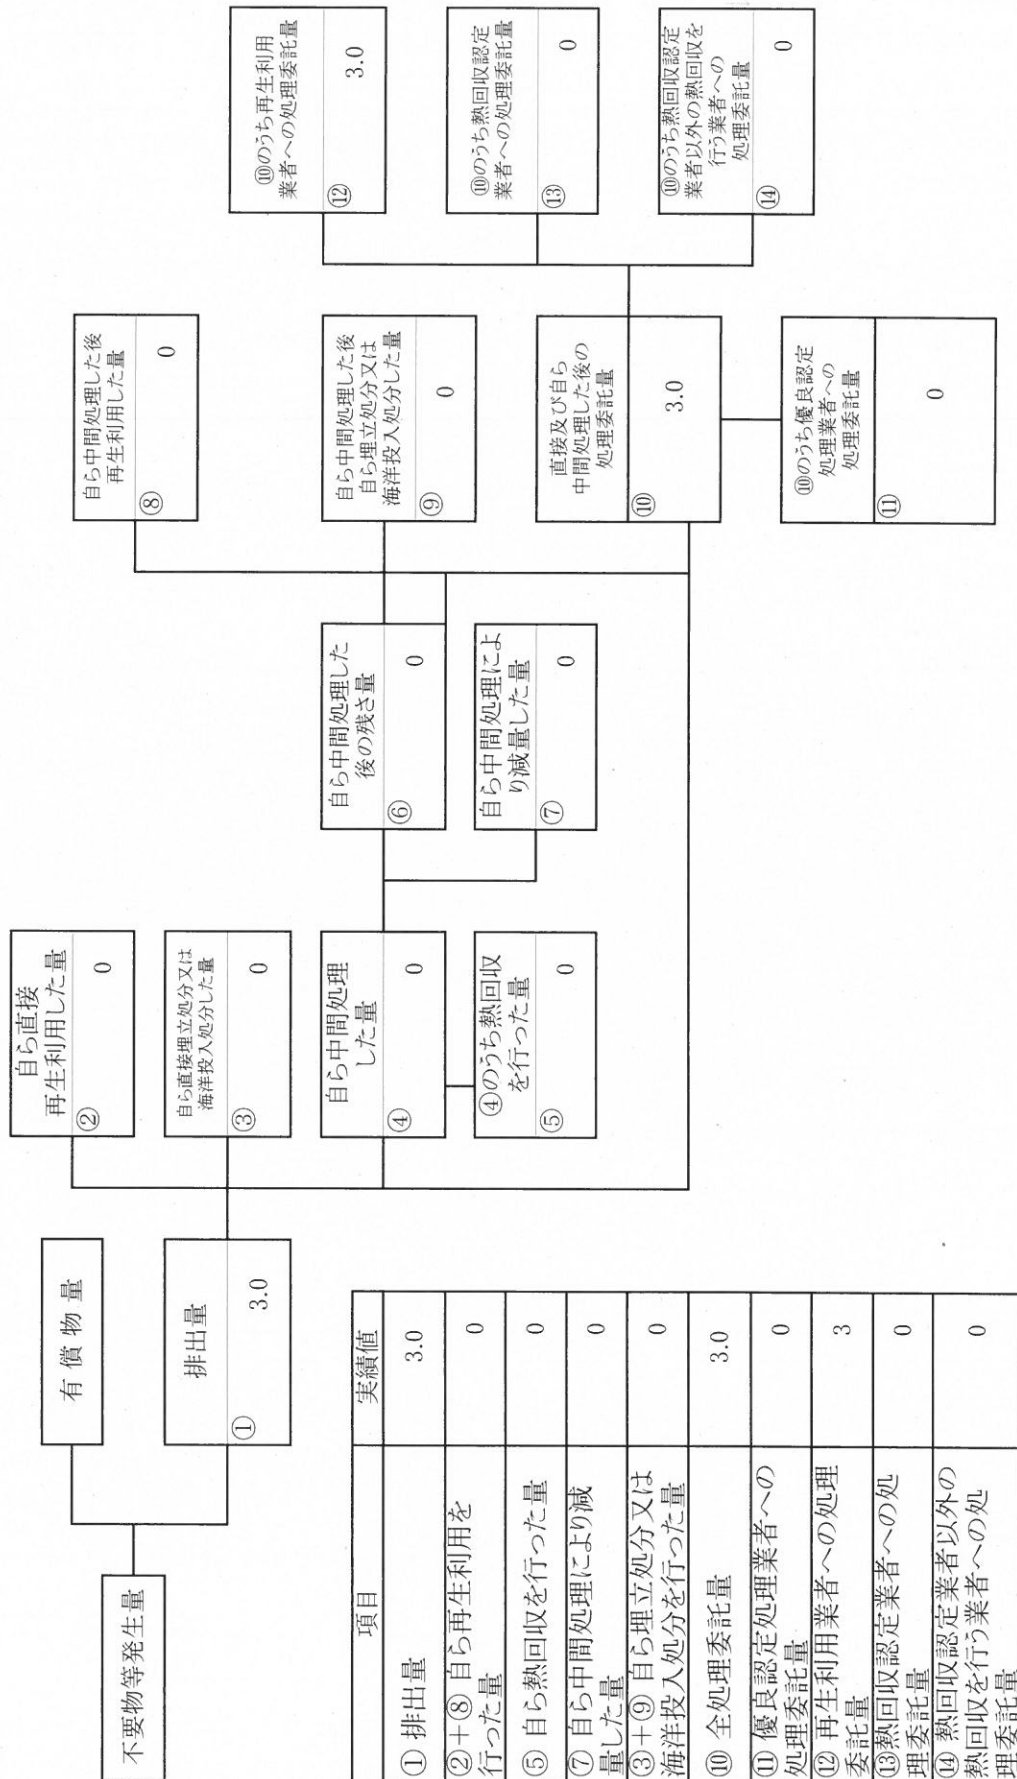 不要物等発生量
有償物量
排出量
① 3.0
自ら直接
再生利用した量
② 0
自ら直接埋立処分又は
海洋投入処分した量
③ 0
自ら中間処理
した量
④ 0
④のうち熱回収
を行った量
⑤ 0
自ら中間処理した
後の残さ量
⑥ 0
自ら中間処理によ
り減量した量
⑦ 0
自ら中間処理した後
再生利用した量
⑧ 0
自ら中間処理した後
自ら埋立処分又は
海洋投入処分した量
⑨ 0
直接及び自ら
中間処理した後の
処理委託量
⑩ 3.0
⑩のうち優良認定
処理業者への
処理委託量
⑪ 0
⑩のうち再生利用
業者への処理委託量
⑫ 3.0
⑩のうち熱回収認定
業者への処理委託量
⑬ 0
⑩のうち熱回収認定
業者以外の熱回収を
行う業者への
処理委託量
⑭ 0
項目 実績値
① 排出量 3.0
②+⑧ 自ら再生利用を
行った量 0
⑤ 自ら熱回収を行った量 0
⑦ 自ら中間処理により減
量した量 0
③+⑨ 自ら埋立処分又は
海洋投入処分を行った量 0
⑩ 全処理委託量 3.0
⑪ 優良認定処理業者への
処理委託量 0
⑫ 再生利用業者への処理
委託量 3
⑬熱回収認定業者への処
理委託量 0
⑭ 熱回収認定業者以外の
熱回収を行う業者への処
理委託量 0